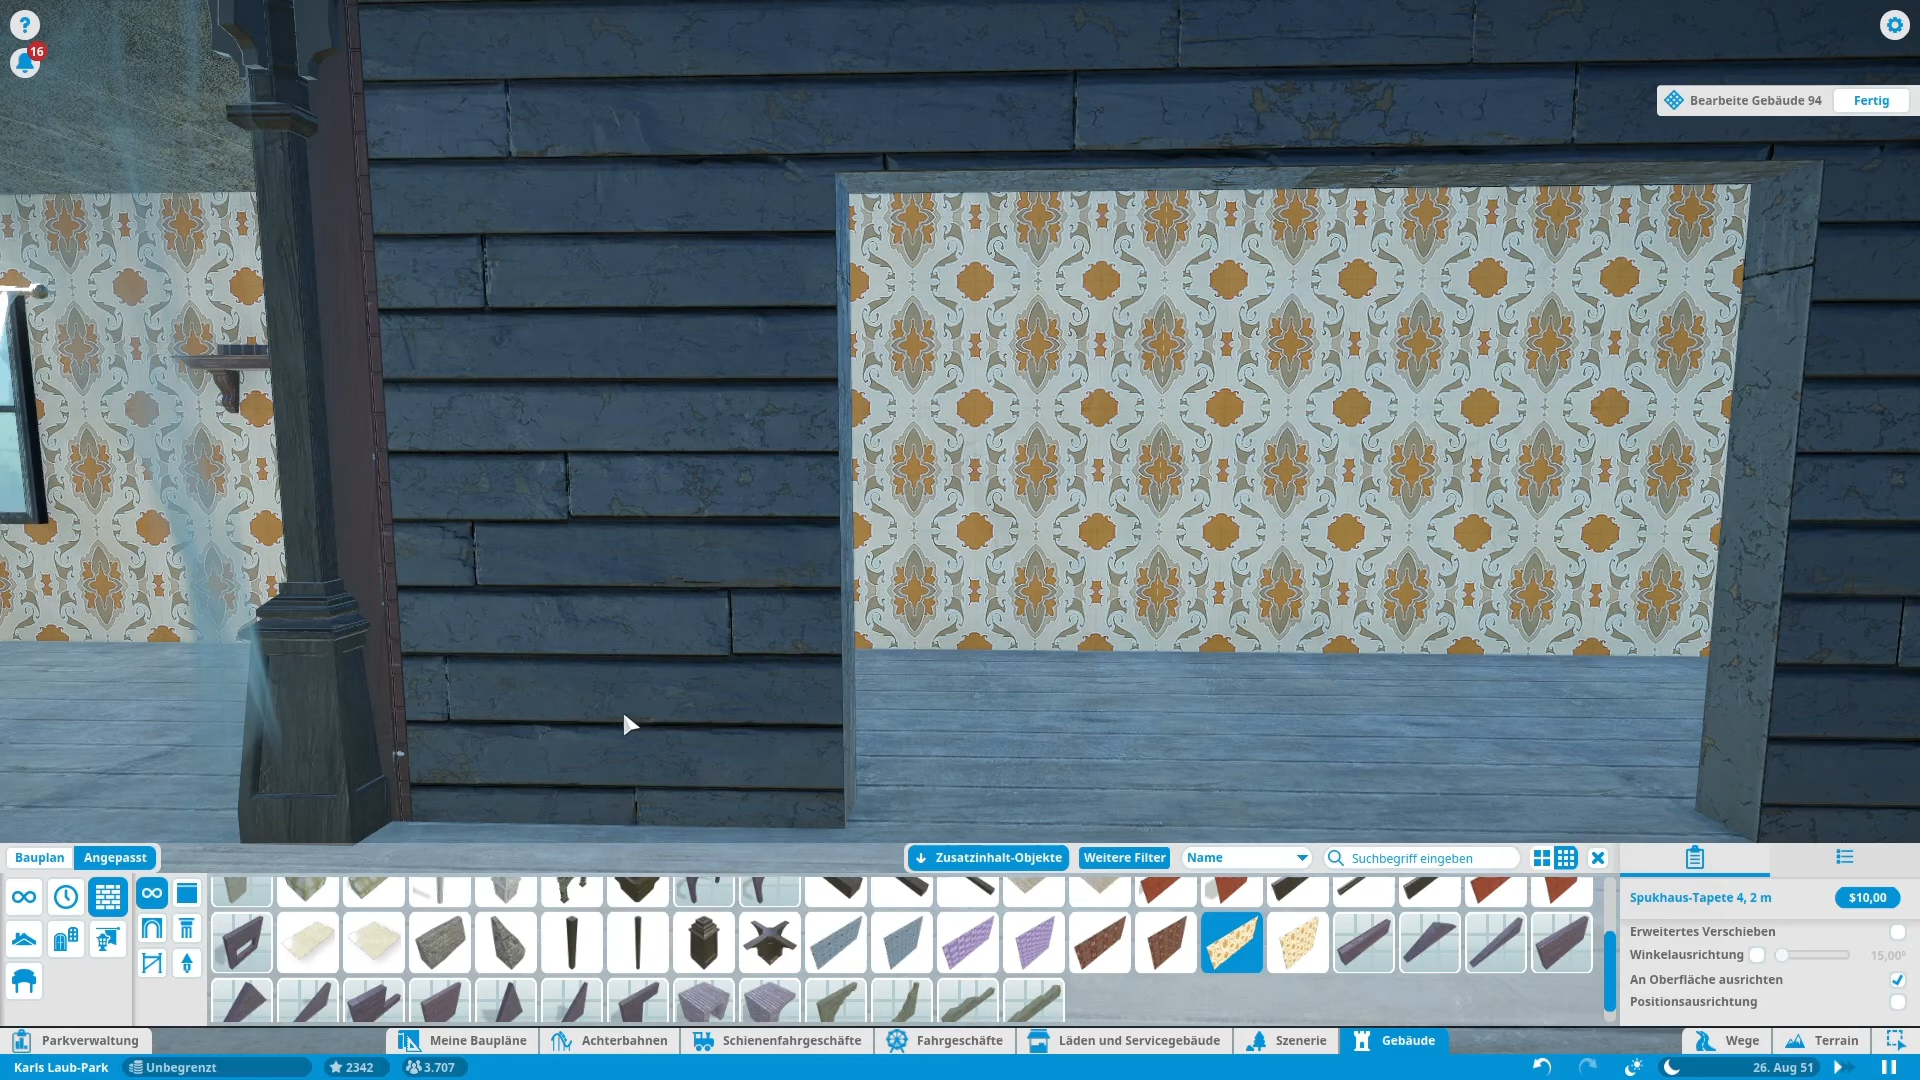 ?
16
Bearbeite Gebäude 94
Fertig
Bauplan
Angepasst
Zusatzinhalt-Objekte
Weitere Filter
Name
Suchbegriff eingeben
Spukhaus-Tapete 4, 2 m
$10,00
Erweitertes Verschieben
Winkelausrichtung
15,00°
An Oberfläche ausrichten
Positionsausrichtung
Parkverwaltung
Meine Baupläne
Achterbahnen
Schienenfahrgeschäfte
Fahrgeschäfte
Läden und Servicegebäude
Szenerie
Gebäude
Wege
Terrain
Karls Laub-Park
Unbegrenzt
2342
3.707
26. Aug 51